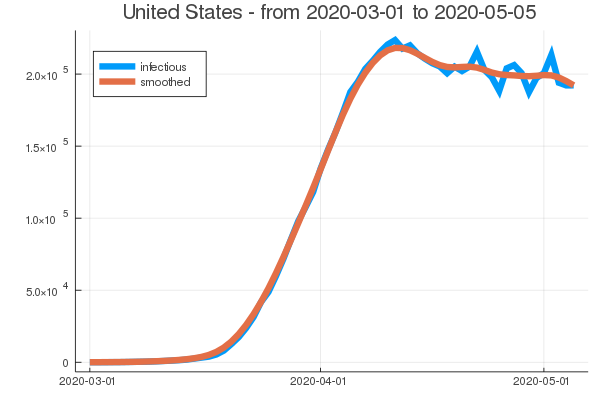 United States - from 2020-03-01 to 2020-05-05
infectious
smoothed
2.0×10 5
1.5×10 5
1.0×10 5
5.0×10 4
0
2020-03-01 2020-04-01 2020-05-01